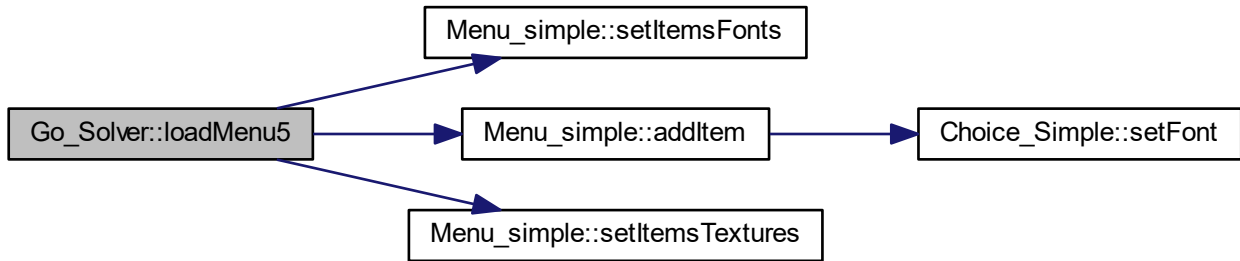 Menu_simple::setItemsFonts
Go_Solver::loadMenu5
Menu_simple::addItem
Choice_Simple::setFont
Menu_simple::setItemsTextures